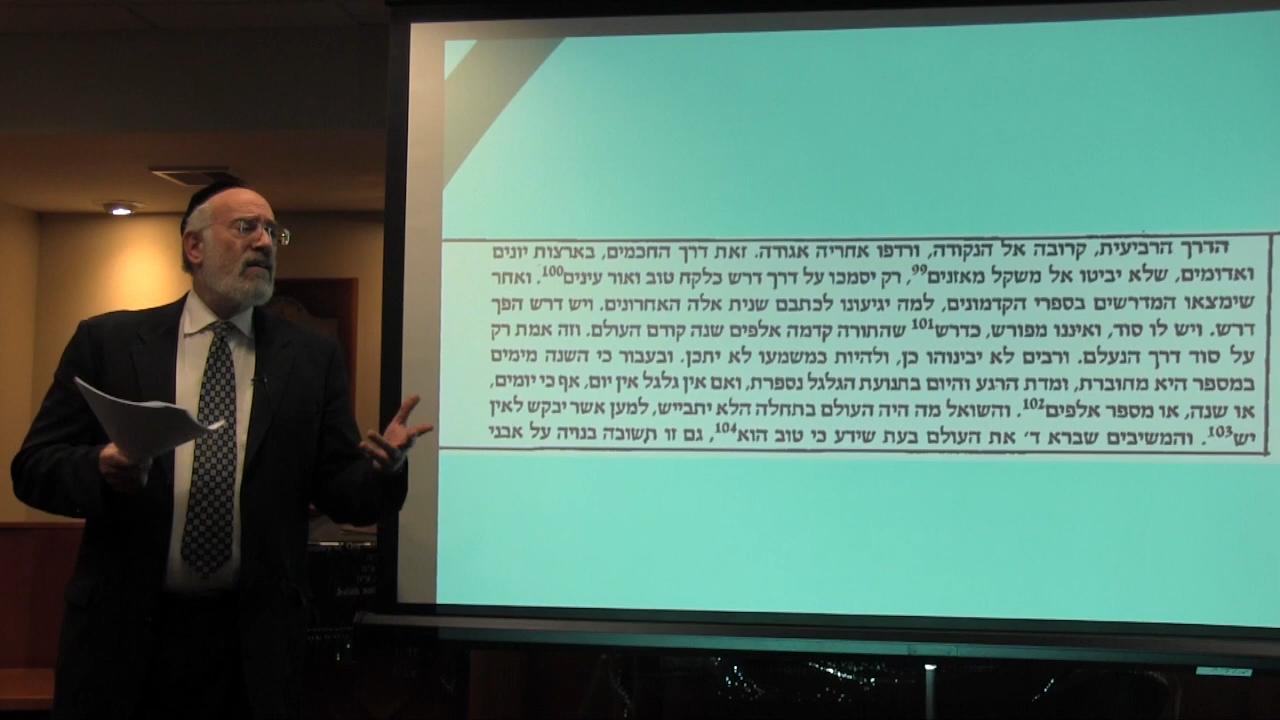 הדרך הרביעית, קרובה אל הנקודה. ורדפו אחריה אגודה. זאת דרך החכמים, בארצות יונים
ואדומים, שלא יביטו אל משקל מאזנים99, רק יסמכו על דרך דרש כלקח טוב ואור עינים100. ואחר
שימצאו המדרשים בספרי הקדמונים, למה יגיעונו לכתבם שנית אלה האחרונים. ויש דרש הפך
דרש. ויש לו סוד, ואיננו מפורש, כדרש101 שהתורה קדמה אלפים שנה קודם העולם. וזה אמת רק
על סוד דרך הנעלם. ורבים לא יבינוהו כן, ולהיות כמשמעו לא יתכן. ובעבור כי השנה מימים
במספר היא מחוברת, ומדת הרגע והיום בתנועת הגלגל נספרת, ואם אין גלגל אין יום, אף כי יומים,
או שנה, או מספר אלפים102. והשואל מה היה העולם בתחלה הלא יתבייש, למען אשר יבקש לאין
יש103. והמשיבים שברא ד׳ את העולם בעת שידע כי טוב הוא104, גם זו תשובה בנויה על אבני